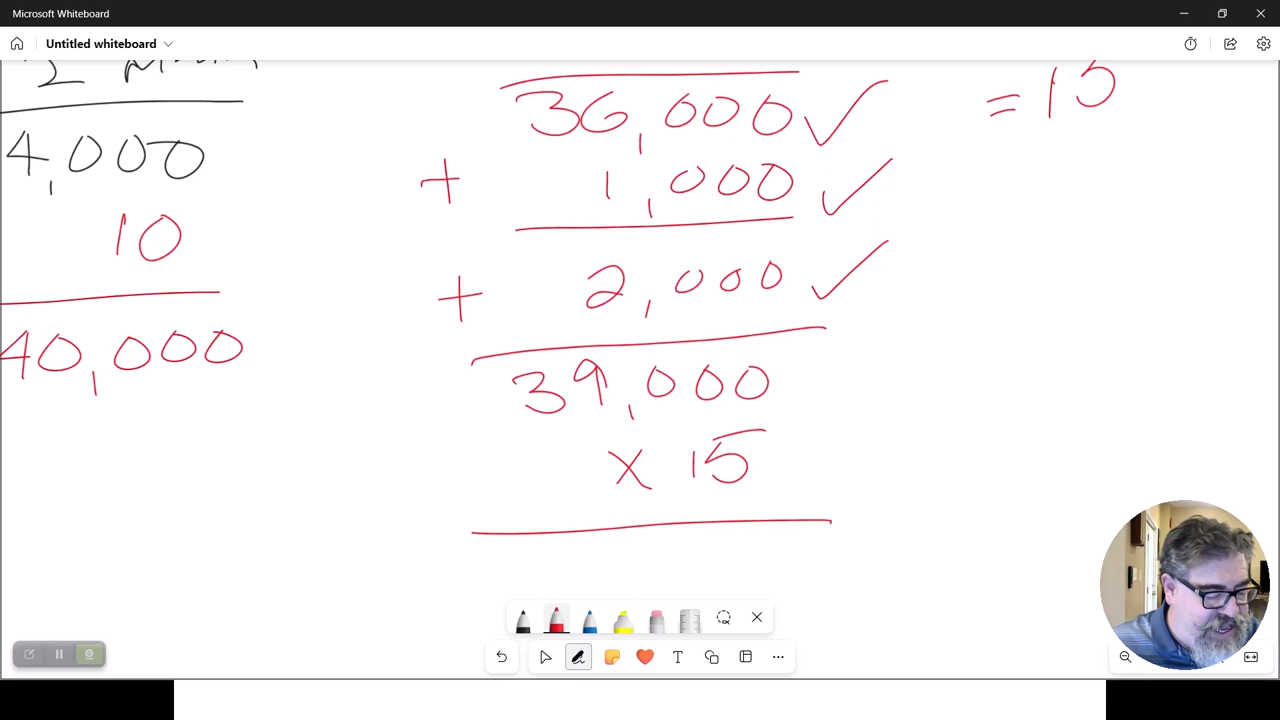 Microsoft Whiteboard
Untitled whiteboard
4,000
10
40,000
36,000 ✓
+ 1,000 ✓
+ 2,000 ✓
39,000
x 15
= 15